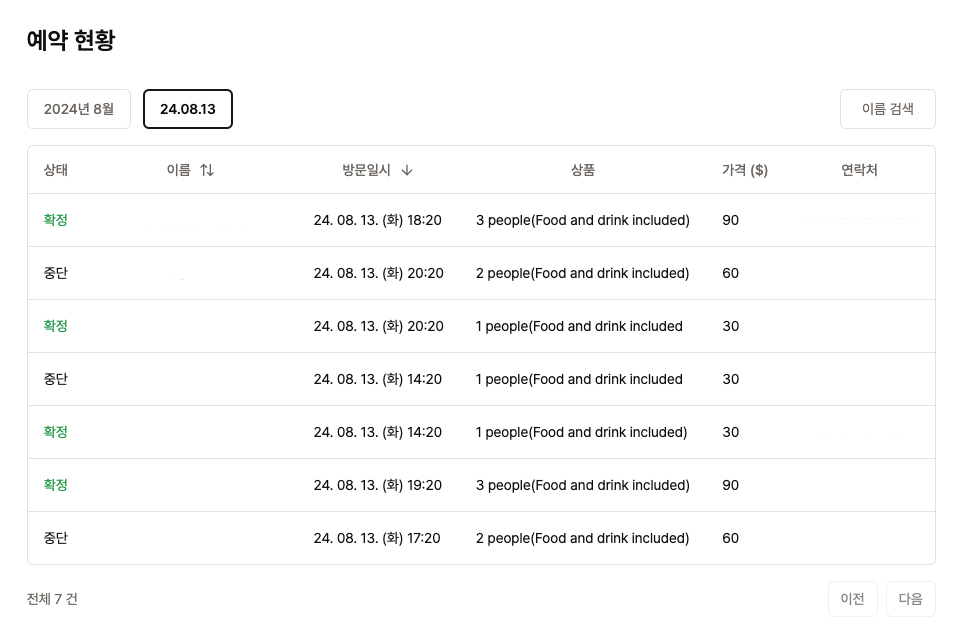 예약 현황
2024년 8월 24.08.13 이름 검색
상태 이름 방문일시 상품 가격 ($) 연락처
확정 24. 08. 13. (화) 18:20 3 people(Food and drink included) 90
중단 24. 08. 13. (화) 20:20 2 people(Food and drink included) 60
확정 24. 08. 13. (화) 20:20 1 people(Food and drink included 30
중단 24. 08. 13. (화) 14:20 1 people(Food and drink included 30
확정 24. 08. 13. (화) 14:20 1 people(Food and drink included) 30
확정 24. 08. 13. (화) 19:20 3 people(Food and drink included) 90
중단 24. 08. 13. (화) 17:20 2 people(Food and drink included) 60
전체 7 건 이전 다음